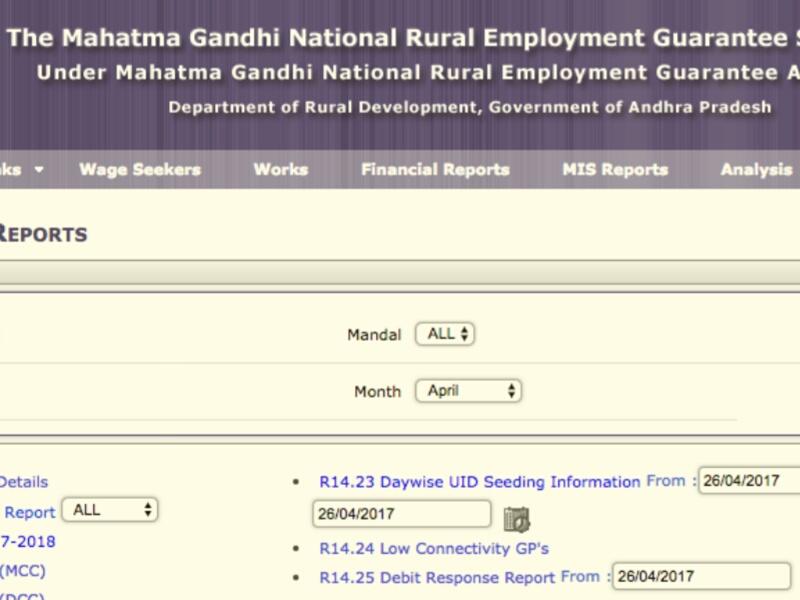 The Mahatma Gandhi National Rural Employment Guarantee
Under Mahatma Gandhi National Rural Employment Guarantee A
Department of Rural Development, Government of Andhra Pradesh
Wage Seekers Works Financial Reports MIS Reports Analysis
REPORTS
Mandal ALL
Month April
Details
R14.23 Daywise UID Seeding Information From : 26/04/2017
Report ALL
26/04/2017
7-2018
R14.24 Low Connectivity GP's
(MCC)
R14.25 Debit Response Report From : 26/04/2017
(DCC)